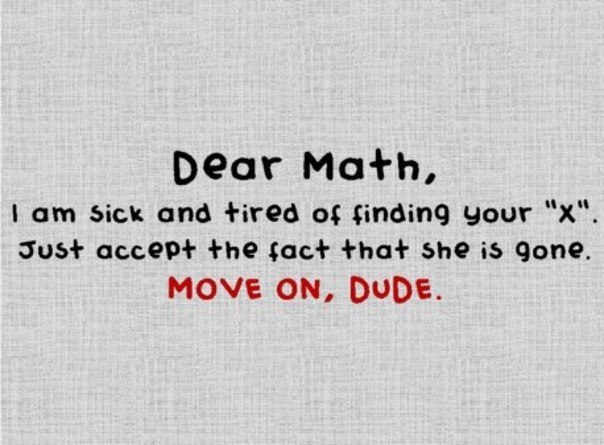 Dear Math,
I am sick and tired of finding your "X".
Just accept the fact that she is gone.
MOVE ON, DUDE.